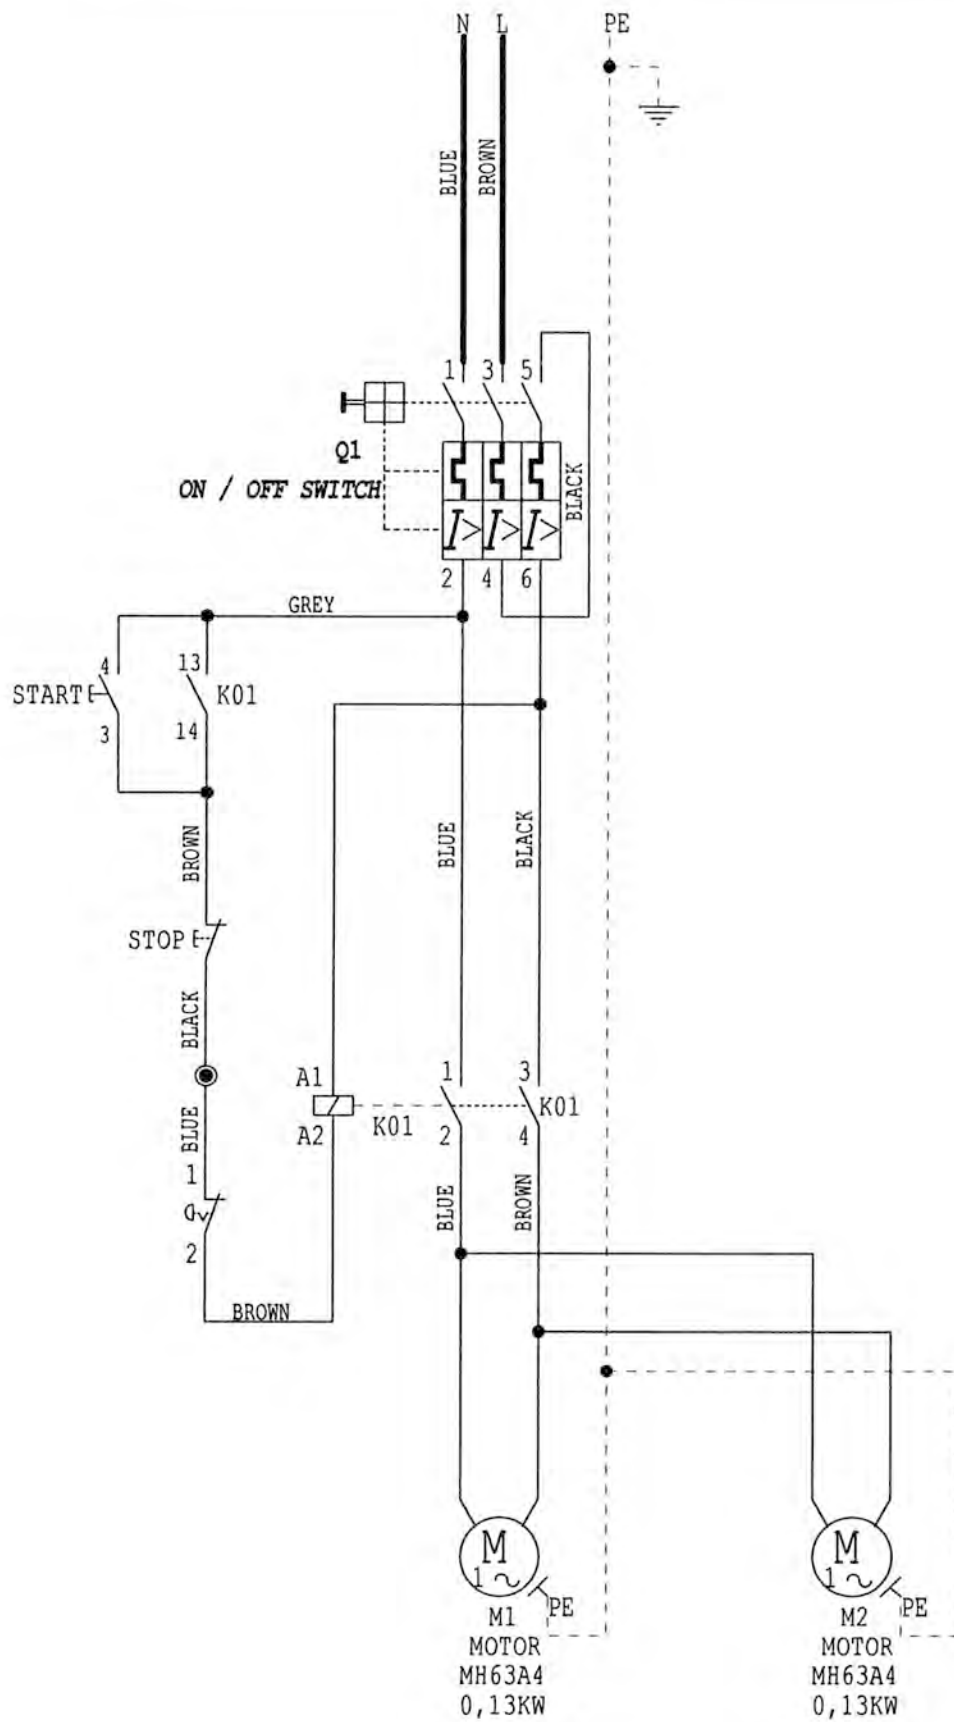 N L PE
BLUE
BROWN
1 3 5
Q1
ON / OFF SWITCH
BLACK
2 4 6
GREY
4 13
START K01
3 14
BROWN
BLUE
BLACK
STOP
BLACK
A1 1 3
K01 K01
A2 2 4
BLUE
1
BLUE
BROWN
2
BROWN
M M
1 1
PE PE
M1 M2
MOTOR MOTOR
MH63A4 MH63A4
0,13KW 0,13KW